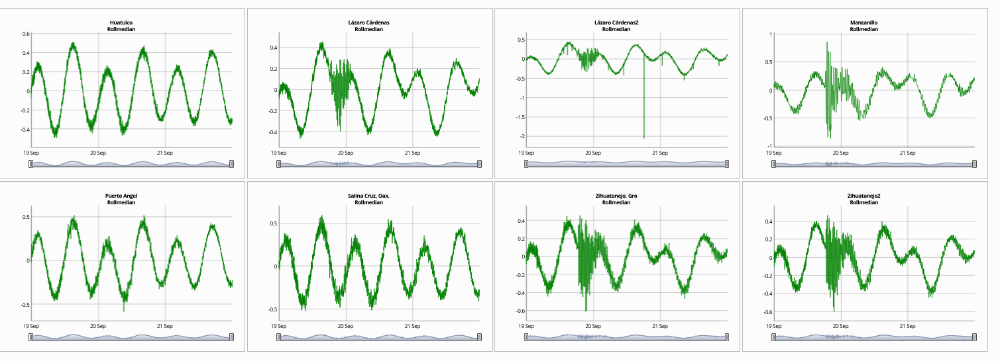 Huatulco
Rollmedian
0.6
0.4
0.2
0
-0.2
-0.4
19 Sep 20 Sep 21 Sep
Lázaro Cárdenas
Rollmedian
0.4
0.2
0
-0.2
-0.4
19 Sep 20 Sep 21 Sep
Lázaro Cárdenas2
Rollmedian
0.5
0
-0.5
-1
-1.5
-2
19 Sep 20 Sep 21 Sep
Manzanillo
Rollmedian
1
0.5
0
-0.5
-1
19 Sep 20 Sep 21 Sep
Puerto Angel
Rollmedian
0.5
0
-0.5
19 Sep 20 Sep 21 Sep
Salina Cruz, Oax.
Rollmedian
0.5
0
-0.5
19 Sep 20 Sep 21 Sep
Zihuatanejo, Gro
Rollmedian
0.4
0.2
0
-0.2
-0.4
-0.6
19 Sep 20 Sep 21 Sep
Zihuatanejo2
Rollmedian
0.4
0.2
0
-0.2
-0.4
-0.6
19 Sep 20 Sep 21 Sep